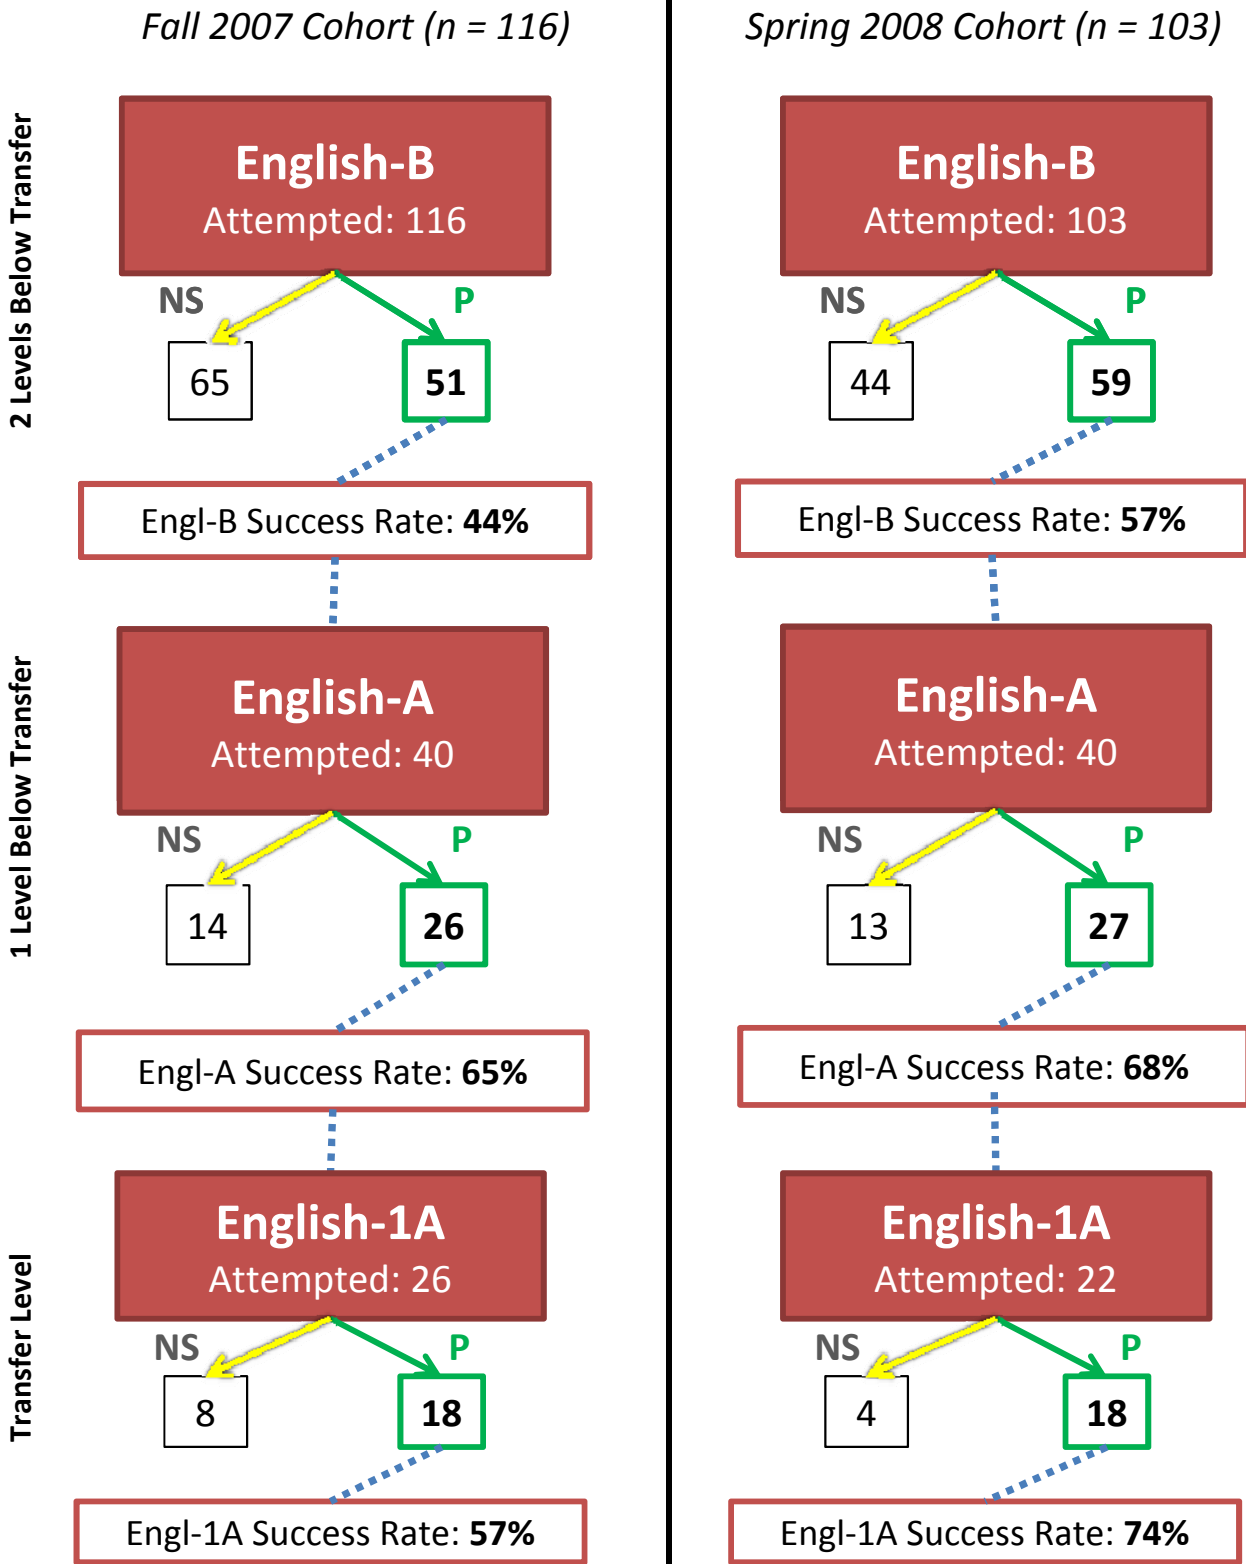 Fall 2007 Cohort (n = 116)
2 Levels Below Transfer
English-B
Attempted: 116
NS
P
65
51
Engl-B Success Rate: 44%
1 Level Below Transfer
English-A
Attempted: 40
NS
P
14
26
Engl-A Success Rate: 65%
Transfer Level
English-1A
Attempted: 26
NS
P
8
18
Engl-1A Success Rate: 57%
Spring 2008 Cohort (n = 103)
English-B
Attempted: 103
NS
P
44
59
Engl-B Success Rate: 57%
English-A
Attempted: 40
NS
P
13
27
Engl-A Success Rate: 68%
English-1A
Attempted: 22
NS
P
4
18
Engl-1A Success Rate: 74%